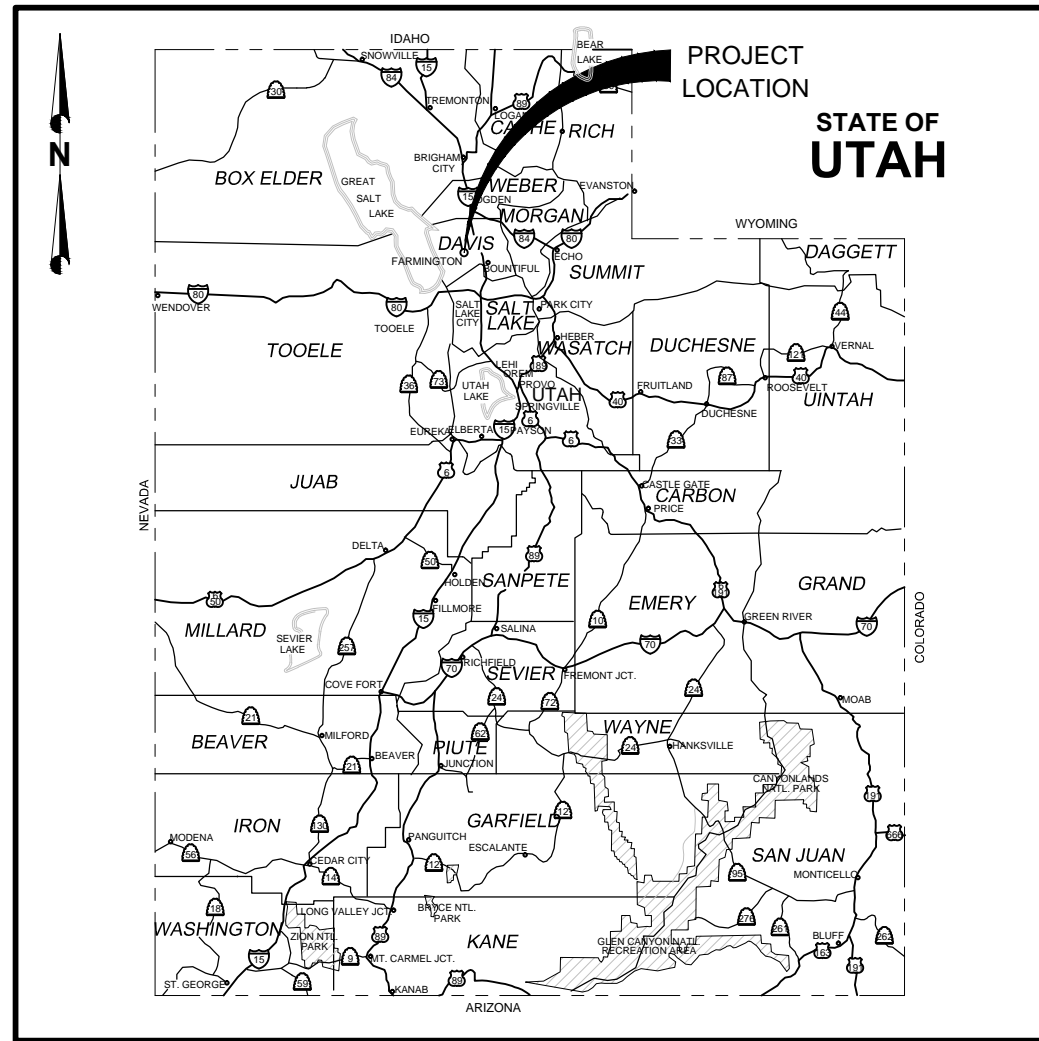 IDAHO
BEAR
LAKE
PROJECT
LOCATION
SNOWVILLE
15
84
30
TREMONTON
89
LOGAN
CACHE
RICH
STATE OF
UTAH
N
BRIGHAM
CITY
BOX ELDER
GREAT
SALT
LAKE
WEBER
EVANSTON
15
OGDEN
MORGAN
WYOMING
DAVIS
84
80
ECHO
DAGGETT
FARMINGTON
BOUNTIFUL
SUMMIT
80
WENDOVER
80
SALT
LAKE
CITY
SALT
LAKE
PARK CITY
44
TOOELE
HEBER
TOOELE
WASATCH
DUCHESNE
121
VERNAL
LEHI
OREM
189
PROVO
36
73
UTAH
LAKE
UTAH
SPRINGVILLE
FRUITLAND
87
ROOSEVELT
40
UINTAH
40
DUCHESNE
6
EUREKA
ELBERTA
15
PAYSON
6
33
6
JUAB
CASTLE GATE
CARBON
PRICE
NEVADA
DELTA
50
89
HOLDEN
SANPETE
GRAND
6
50
FILLMORE
EMERY
6
191
MILLARD
15
10
GREEN RIVER
70
SEVIER
LAKE
SALINA
257
70
RICHFIELD
70
SEVIER
FREMONT JCT.
COLORADO
COVE FORT
24
72
24
MOAB
21
BEAVER
MILFORD
62
WAYNE
24
HANKSVILLE
BEAVER
PIUTE
21
JUNCTION
CANYONLANDS
NATL. PARK
191
IRON
130
12
GARFIELD
MODENA
PANGUITCH
666
56
CEDAR CITY
12
ESCALANTE
SAN JUAN
14
95
MONTICELLO
18
LONG VALLEY JCT.
BRYCE NTL.
PARK
276
WASHINGTON
ZION NTL.
PARK
89
KANE
GLEN CANYON NATL.
RECREATION AREA
261
BLUFF
262
15
9
MT. CARMEL JCT.
163
191
ST. GEORGE
59
89
KANAB
ARIZONA